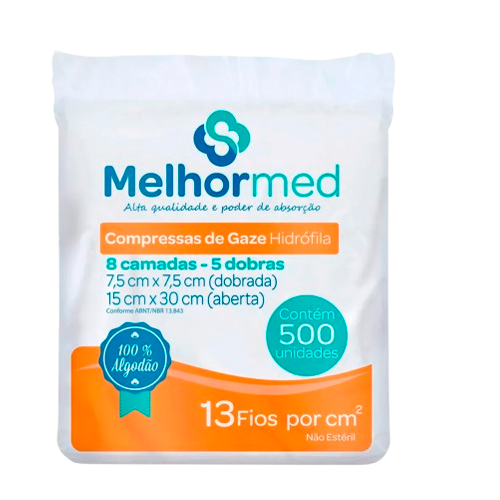 Melhormed
Alta qualidade e poder de absorção
Compressas de Gaze Hidrófila
8 camadas - 5 dobras
7,5 cm x 7,5 cm (dobrada)
15 cm x 30 cm (aberta)
Conforme ABNT/NBR 13.843
Contém
500
unidades
100 %
Algodão
13 Fios por cm²
Não Estéril